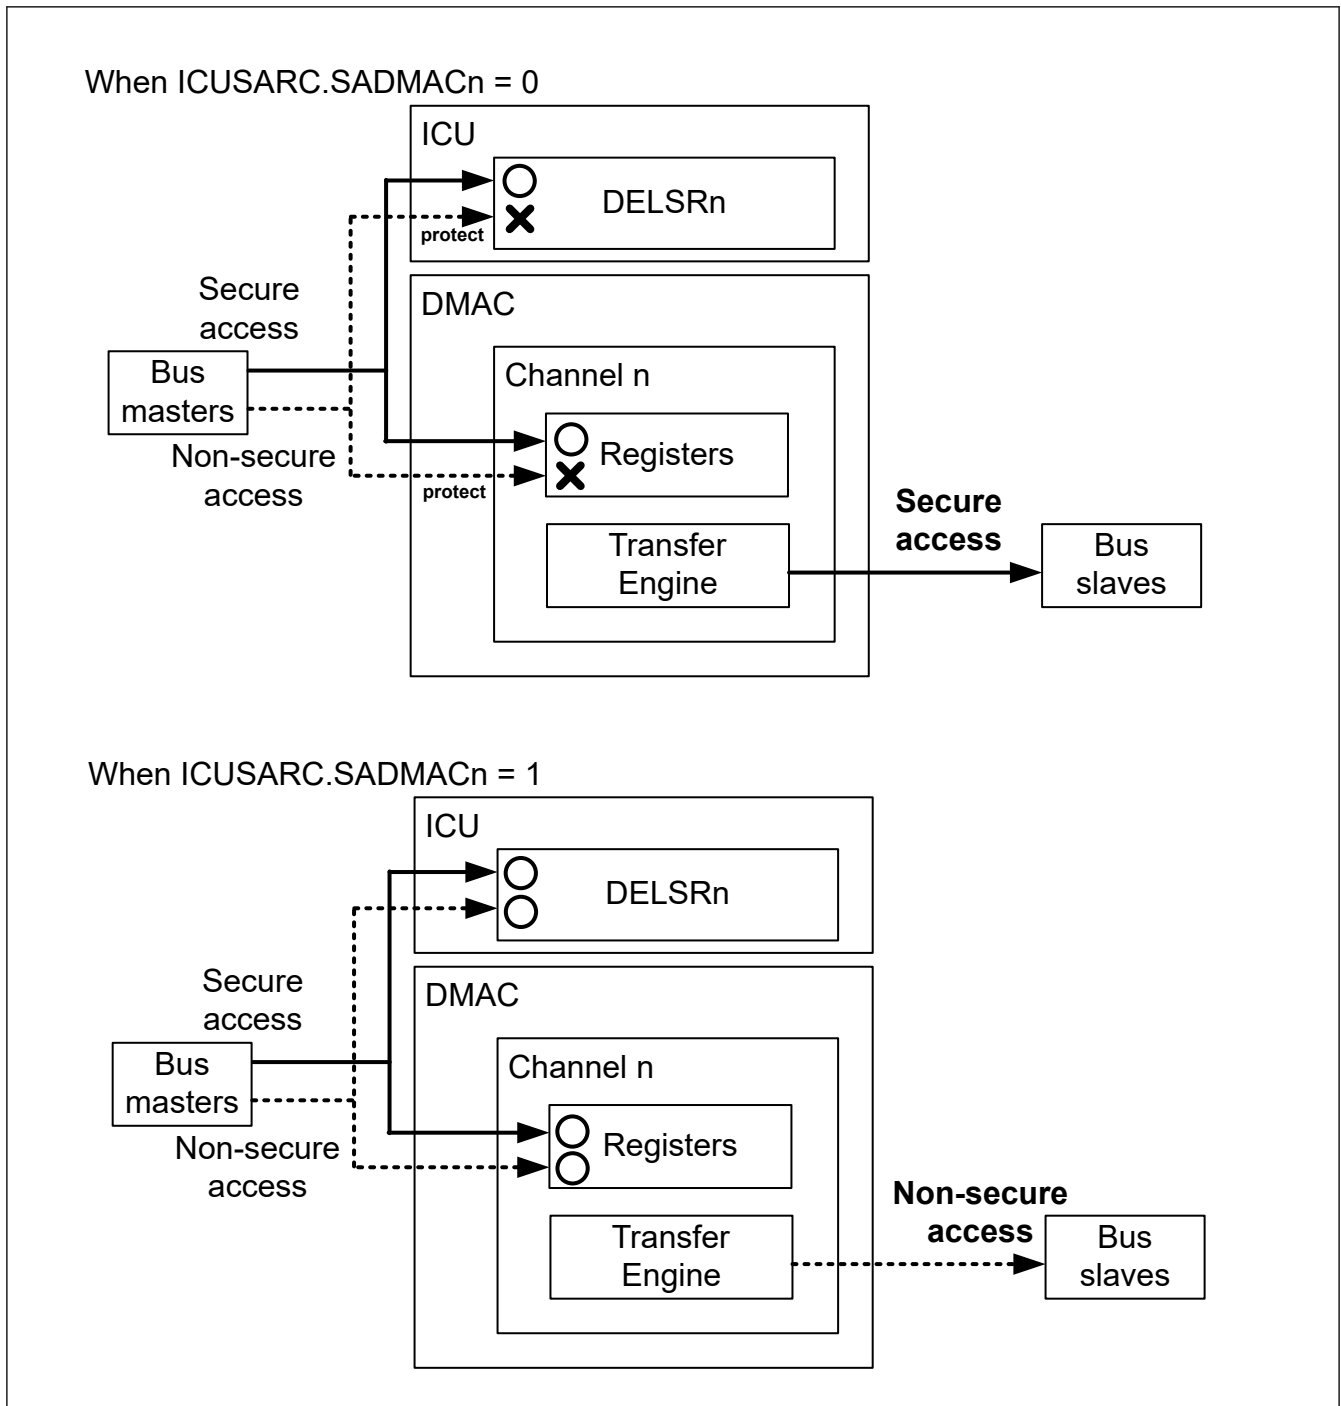 When ICUSARC.SADMACn = 0
ICU
DELSRn
protect
Secure
access
DMAC
Bus
masters
Channel n
Registers
Non-secure
access
protect
Secure
access
Transfer
Engine
Bus
slaves
When ICUSARC.SADMACn = 1
ICU
DELSRn
Secure
access
DMAC
Bus
masters
Channel n
Registers
Non-secure
access
Non-secure
access
Transfer
Engine
Bus
slaves